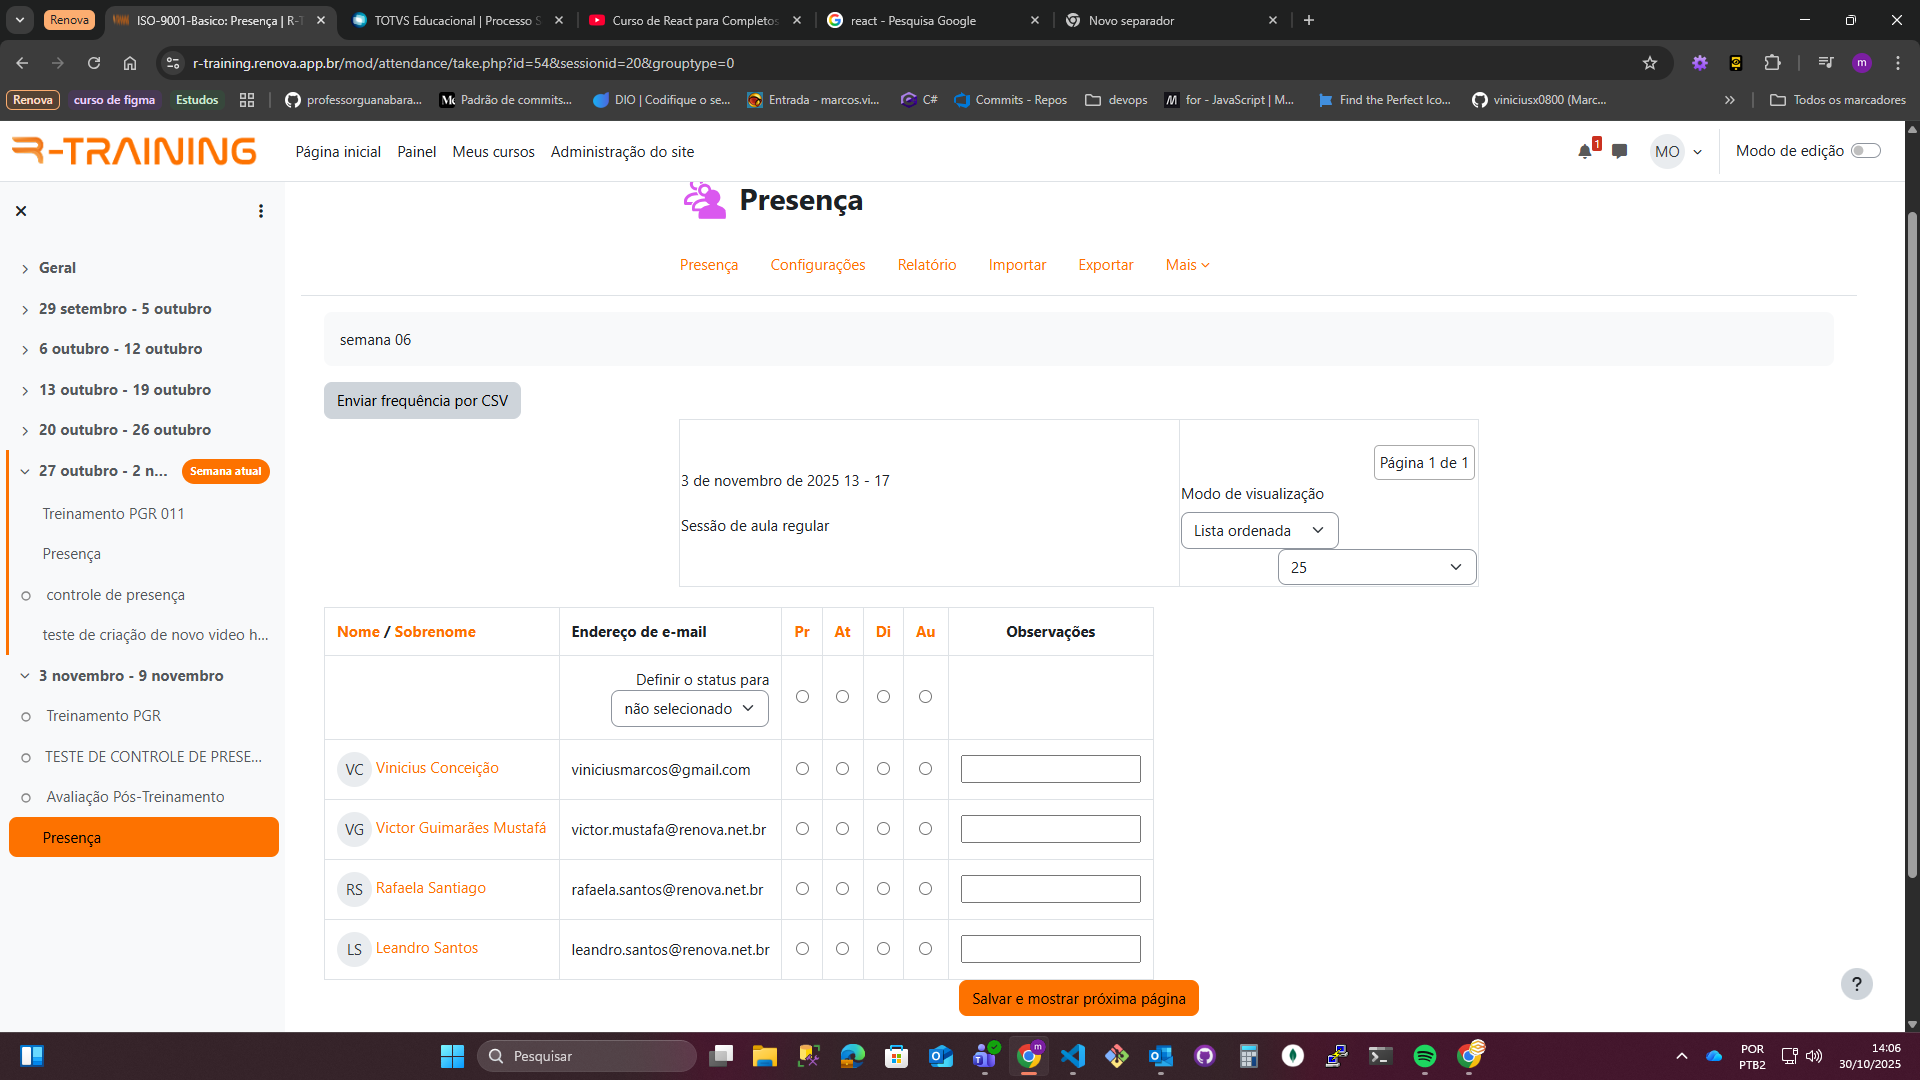 Renova
ISO-9001-Basico: Presença | R-T
TOTVS Educacional | Processo S
Curso de React para Completos
react - Pesquisa Google
Novo separador
r-training.renova.app.br/mod/attendance/take.php?id=54&sessionid=20&grouptype=0
m
Renova
curso de figma
Estudos
professorguanabara...
Padrão de commits...
DIO | Codifique o se...
Entrada - marcos.vi...
C#
Commits - Repos
devops
for - JavaScript | M...
Find the Perfect Ico...
viniciusx0800 (Marc...
Todos os marcadores
R-TRAINING
Página inicial
Painel
Meus cursos
Administração do site
1
MO
Modo de edição
Geral
29 setembro - 5 outubro
6 outubro - 12 outubro
13 outubro - 19 outubro
20 outubro - 26 outubro
27 outubro - 2 n...
Semana atual
Treinamento PGR 011
Presença
controle de presença
teste de criação de novo video h...
3 novembro - 9 novembro
Treinamento PGR
TESTE DE CONTROLE DE PRESE...
Avaliação Pós-Treinamento
Presença
Presença
Presença
Configurações
Relatório
Importar
Exportar
Mais
semana 06
Enviar frequência por CSV
3 de novembro de 2025 13 - 17
Sessão de aula regular
Página 1 de 1
Modo de visualização
Lista ordenada
25
Nome / Sobrenome
Endereço de e-mail
Pr
At
Di
Au
Observações
Definir o status para
não selecionado
VC Vinicius Conceição
viniciusmarcos@gmail.com
VG Victor Guimarães Mustafá
victor.mustafa@renova.net.br
RS Rafaela Santiago
rafaela.santos@renova.net.br
LS Leandro Santos
leandro.santos@renova.net.br
Salvar e mostrar próxima página
?
Pesquisar
POR
PTB2
14:06
30/10/2025